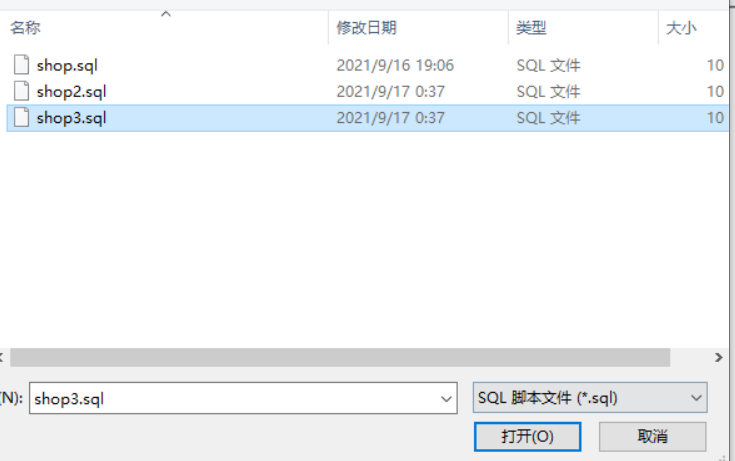 名称 修改日期 类型 大小
shop.sql 2021/9/16 19:06 SQL 文件 10
shop2.sql 2021/9/17 0:37 SQL 文件 10
shop3.sql 2021/9/17 0:37 SQL 文件 10
(N): shop3.sql SQL 脚本文件 (*.sql)
打开(O) 取消